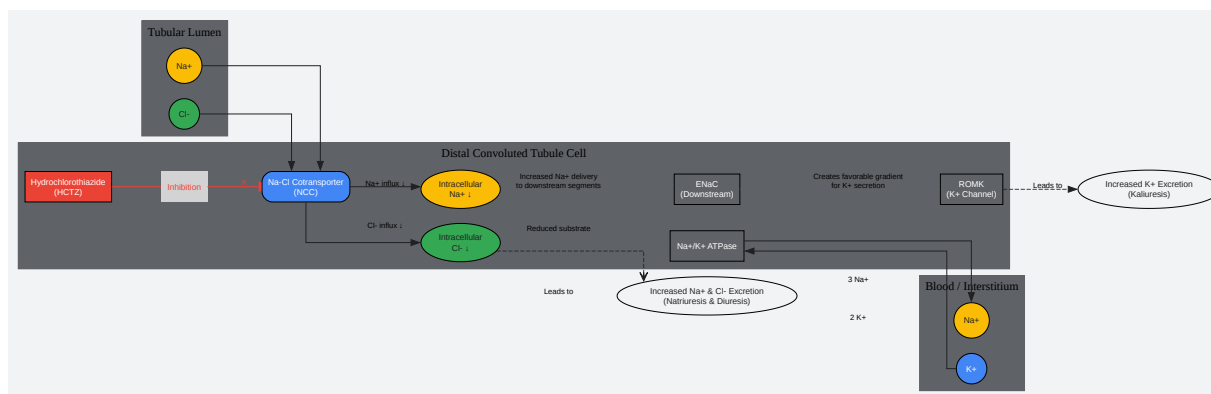 Tubular Lumen
Na+
Cl-
Distal Convoluted Tubule Cell
Hydrochlorothiazide
(HCTZ)
Inhibition
X
Na-Cl Cotransporter
(NCC)
Na+ influx ↓
Intracellular
Na+ ↓
Increased Na+ delivery
to downstream segments
ENaC
(Downstream)
Creates favorable gradient
for K+ secretion
ROMK
(K+ Channel)
Leads to
Increased K+ Excretion
(Kaliuresis)
Cl- influx ↓
Intracellular
Cl- ↓
Reduced substrate
Na+/K+ ATPase
Leads to
Increased Na+ & Cl- Excretion
(Natriuresis & Diuresis)
3 Na+
2 K+
Blood / Interstitium
Na+
K+